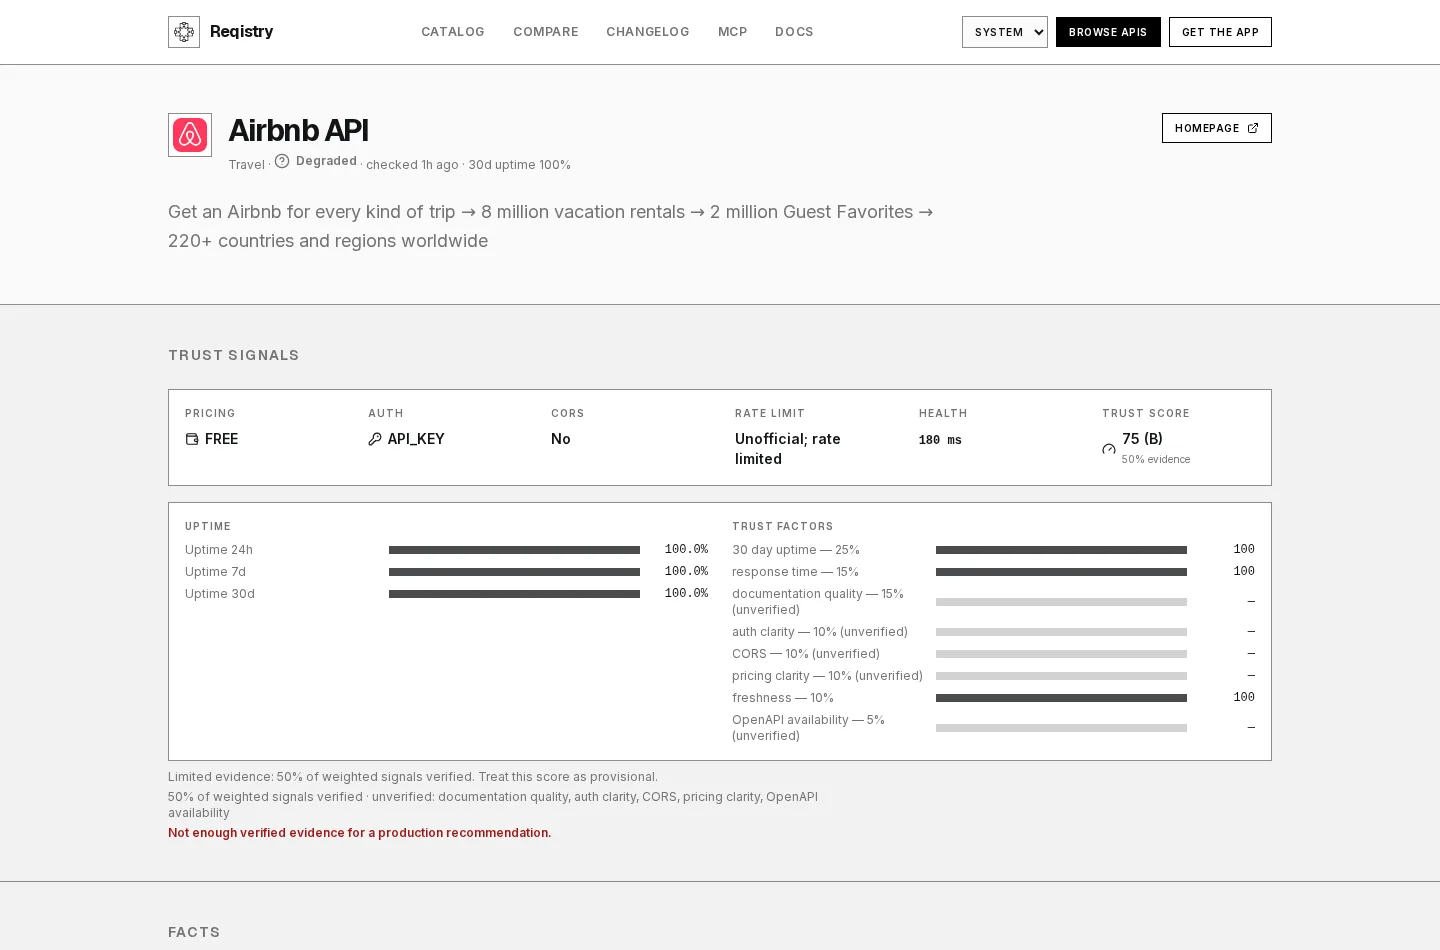 Reqistry
CATALOG COMPARE CHANGELOG MCP DOCS
SYSTEM BROWSE APIS GET THE APP
Airbnb API
HOMEPAGE
Travel · Degraded · checked 1h ago · 30d uptime 100%
Get an Airbnb for every kind of trip → 8 million vacation rentals → 2 million Guest Favorites →
220+ countries and regions worldwide
TRUST SIGNALS
PRICING
FREE
AUTH
API_KEY
CORS
No
RATE LIMIT
Unofficial; rate
limited
HEALTH
180 ms
TRUST SCORE
75 (B)
50% evidence
UPTIME
Uptime 24h 100.0%
Uptime 7d 100.0%
Uptime 30d 100.0%
TRUST FACTORS
30 day uptime — 25% 100
response time — 15% 100
documentation quality — 15%
(unverified) —
auth clarity — 10% (unverified) —
CORS — 10% (unverified) —
pricing clarity — 10% (unverified) —
freshness — 10% 100
OpenAPI availability — 5%
(unverified) —
Limited evidence: 50% of weighted signals verified. Treat this score as provisional.
50% of weighted signals verified · unverified: documentation quality, auth clarity, CORS, pricing clarity, OpenAPI
availability
Not enough verified evidence for a production recommendation.
FACTS